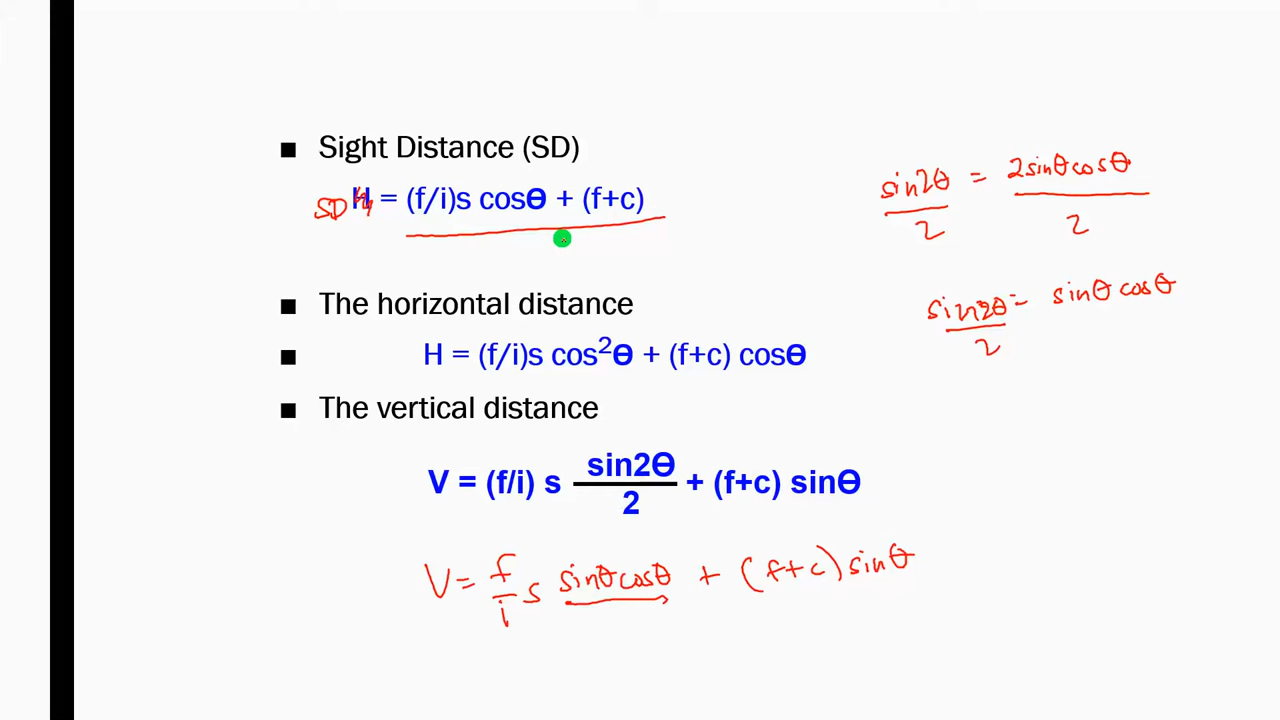 ■ Sight Distance (SD)
SD H = (f/i)s cosθ + (f+c)
■ The horizontal distance
■ H = (f/i)s cos²θ + (f+c) cosθ
■ The vertical distance
V = (f/i) s sin2θ/2 + (f+c) sinθ
V = f/i s sinθcosθ + (f+c) sinθ
sin2θ/2 = 2sinθcosθ/2
sin2θ/2 = sinθ cosθ